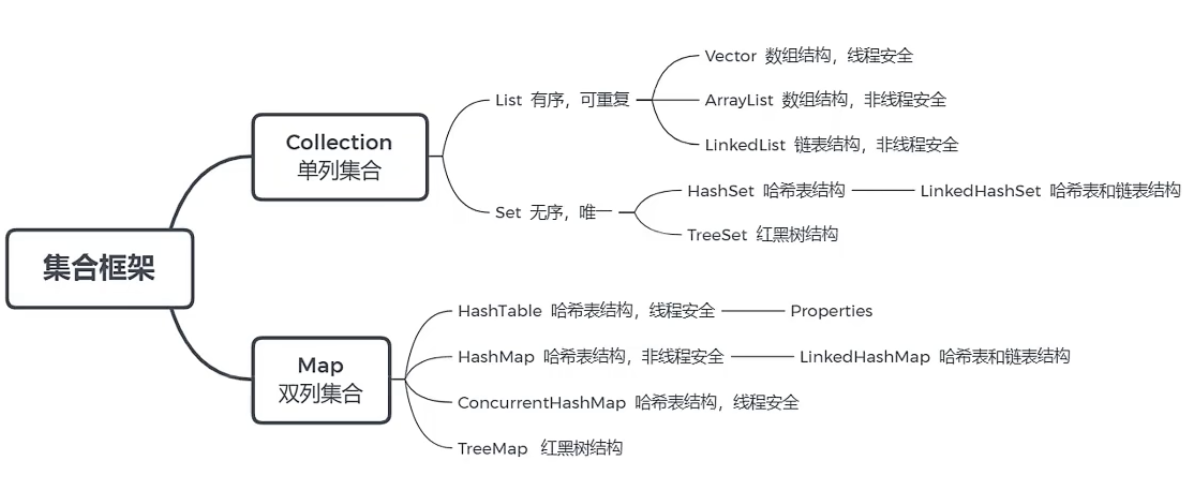 集合框架
Collection
单列集合
List 有序，可重复
Vector 数组结构，线程安全
ArrayList 数组结构，非线程安全
LinkedList 链表结构，非线程安全
Set 无序，唯一
HashSet 哈希表结构
LinkedHashSet 哈希表和链表结构
TreeSet 红黑树结构
Map
双列集合
HashTable 哈希表结构，线程安全
Properties
HashMap 哈希表结构，非线程安全
LinkedHashMap 哈希表和链表结构
ConcurrentHashMap 哈希表结构，线程安全
TreeMap 红黑树结构